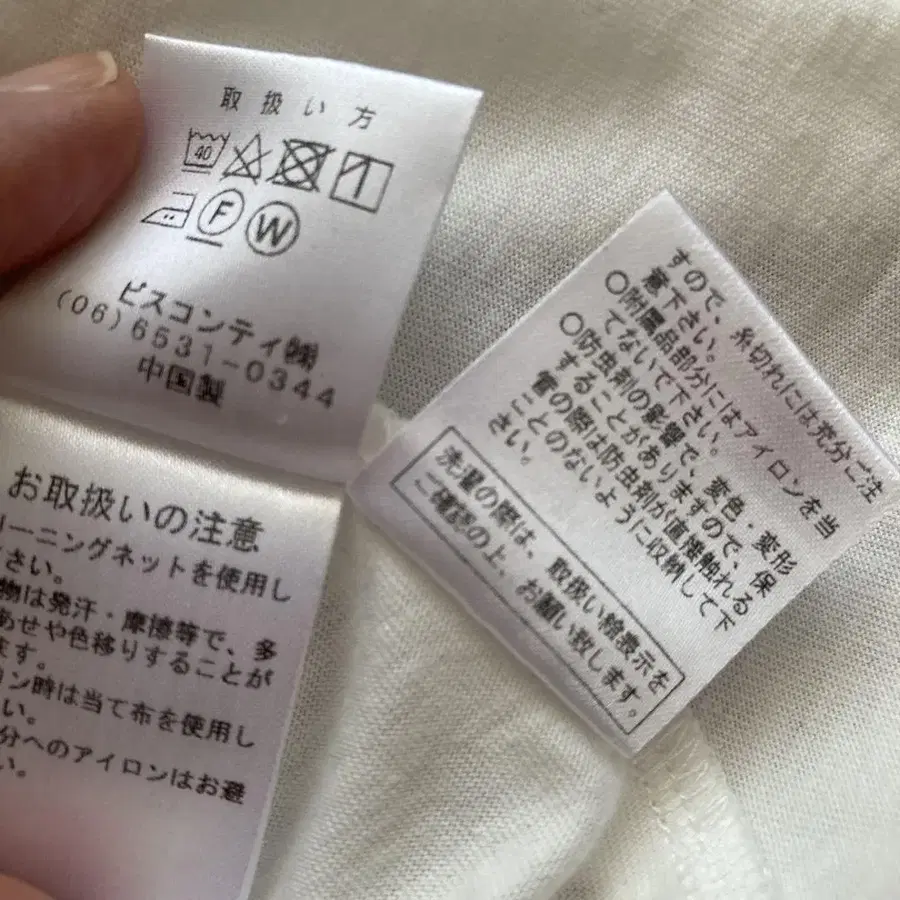 取扱い方
40
F W
ビスコンティ㈱
(06)6531-0344
中国製
お取扱いの注意
リーニングネットを使用し
さい。
物は発汗・摩擦等で、多
あせや色移りすることが
ます。
ロン時は当て布を使用し
い。
分へのアイロンはお避
い。
すので、糸切れには充分ご注
意下さい。
○附属品部分にはアイロンを当
てないで下さい。
○防虫剤の影響で、変色・変形
することがありますので、保
管の際は防虫剤が直接触れる
ことのないように収納して下
さい。
洗濯の際は、取扱い絵表示を
ご確認の上、お願い致します。